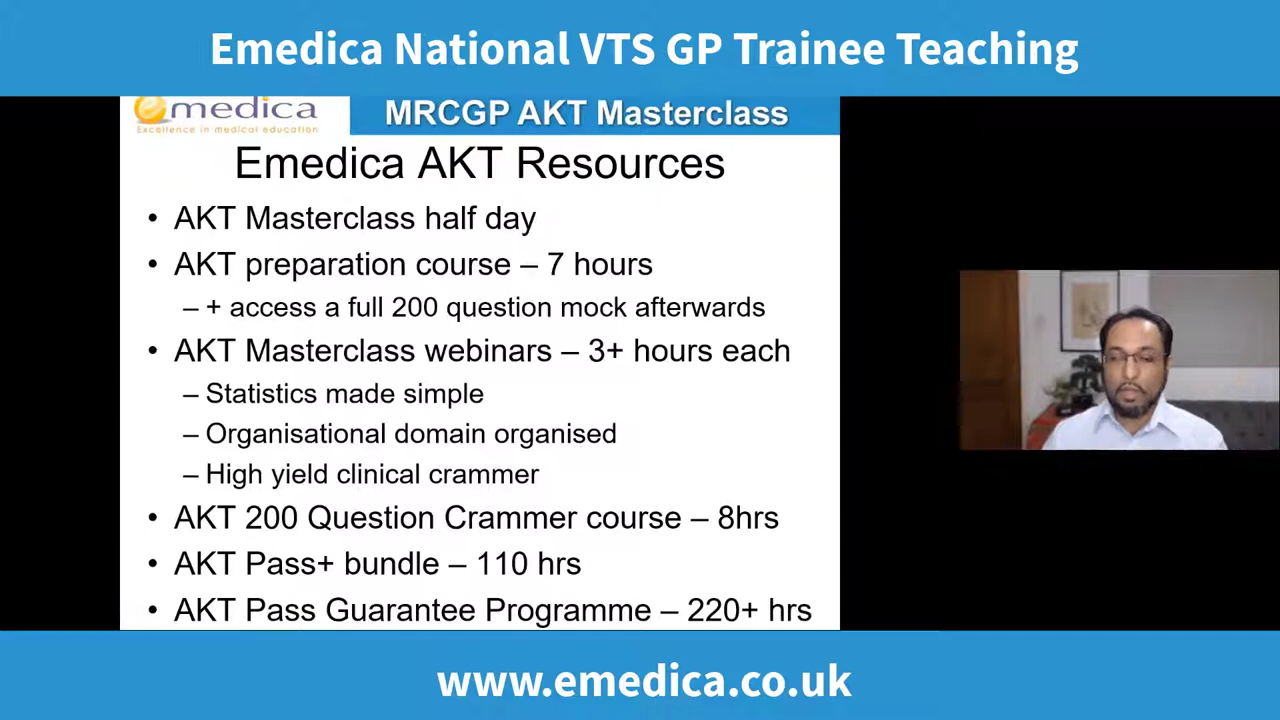 Emedica National VTS GP Trainee Teaching
emedica
Excellence in medical education
MRCGP AKT Masterclass
Emedica AKT Resources
• AKT Masterclass half day
• AKT preparation course – 7 hours
– + access a full 200 question mock afterwards
• AKT Masterclass webinars – 3+ hours each
– Statistics made simple
– Organisational domain organised
– High yield clinical crammer
• AKT 200 Question Crammer course – 8hrs
• AKT Pass+ bundle – 110 hrs
• AKT Pass Guarantee Programme – 220+ hrs
www.emedica.co.uk